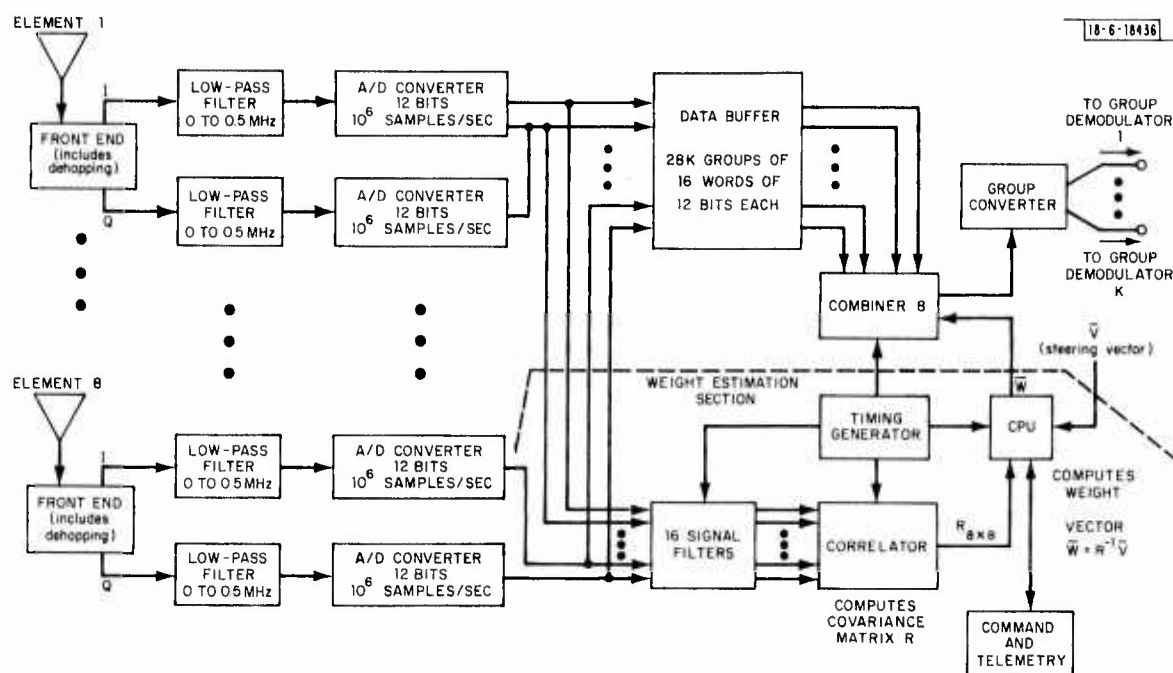 ELEMENT 1
18-6-18436
I
LOW-PASS
FILTER
0 TO 0.5 MHz
A/D CONVERTER
12 BITS
10^6 SAMPLES/SEC
FRONT END
(includes
dehopping)
Q
LOW-PASS
FILTER
0 TO 0.5 MHz
A/D CONVERTER
12 BITS
10^6 SAMPLES/SEC
DATA BUFFER
28K GROUPS OF
16 WORDS OF
12 BITS EACH
TO GROUP
DEMODULATOR
1
GROUP
CONVERTER
TO GROUP
DEMODULATOR
K
COMBINER 8
V
(steering vector)
W
ELEMENT 8
WEIGHT ESTIMATION
SECTION
TIMING
GENERATOR
CPU
I
LOW-PASS
FILTER
0 TO 0.5 MHz
A/D CONVERTER
12 BITS
10^6 SAMPLES/SEC
FRONT END
(includes
dehopping)
Q
LOW-PASS
FILTER
0 TO 0.5 MHz
A/D CONVERTER
12 BITS
10^6 SAMPLES/SEC
16 SIGNAL
FILTERS
CORRELATOR
R8×8
COMPUTES
WEIGHT
VECTOR
W̅ = R⁻¹ V̅
COMPUTES
COVARIANCE
MATRIX R
COMMAND
AND
TELEMETRY